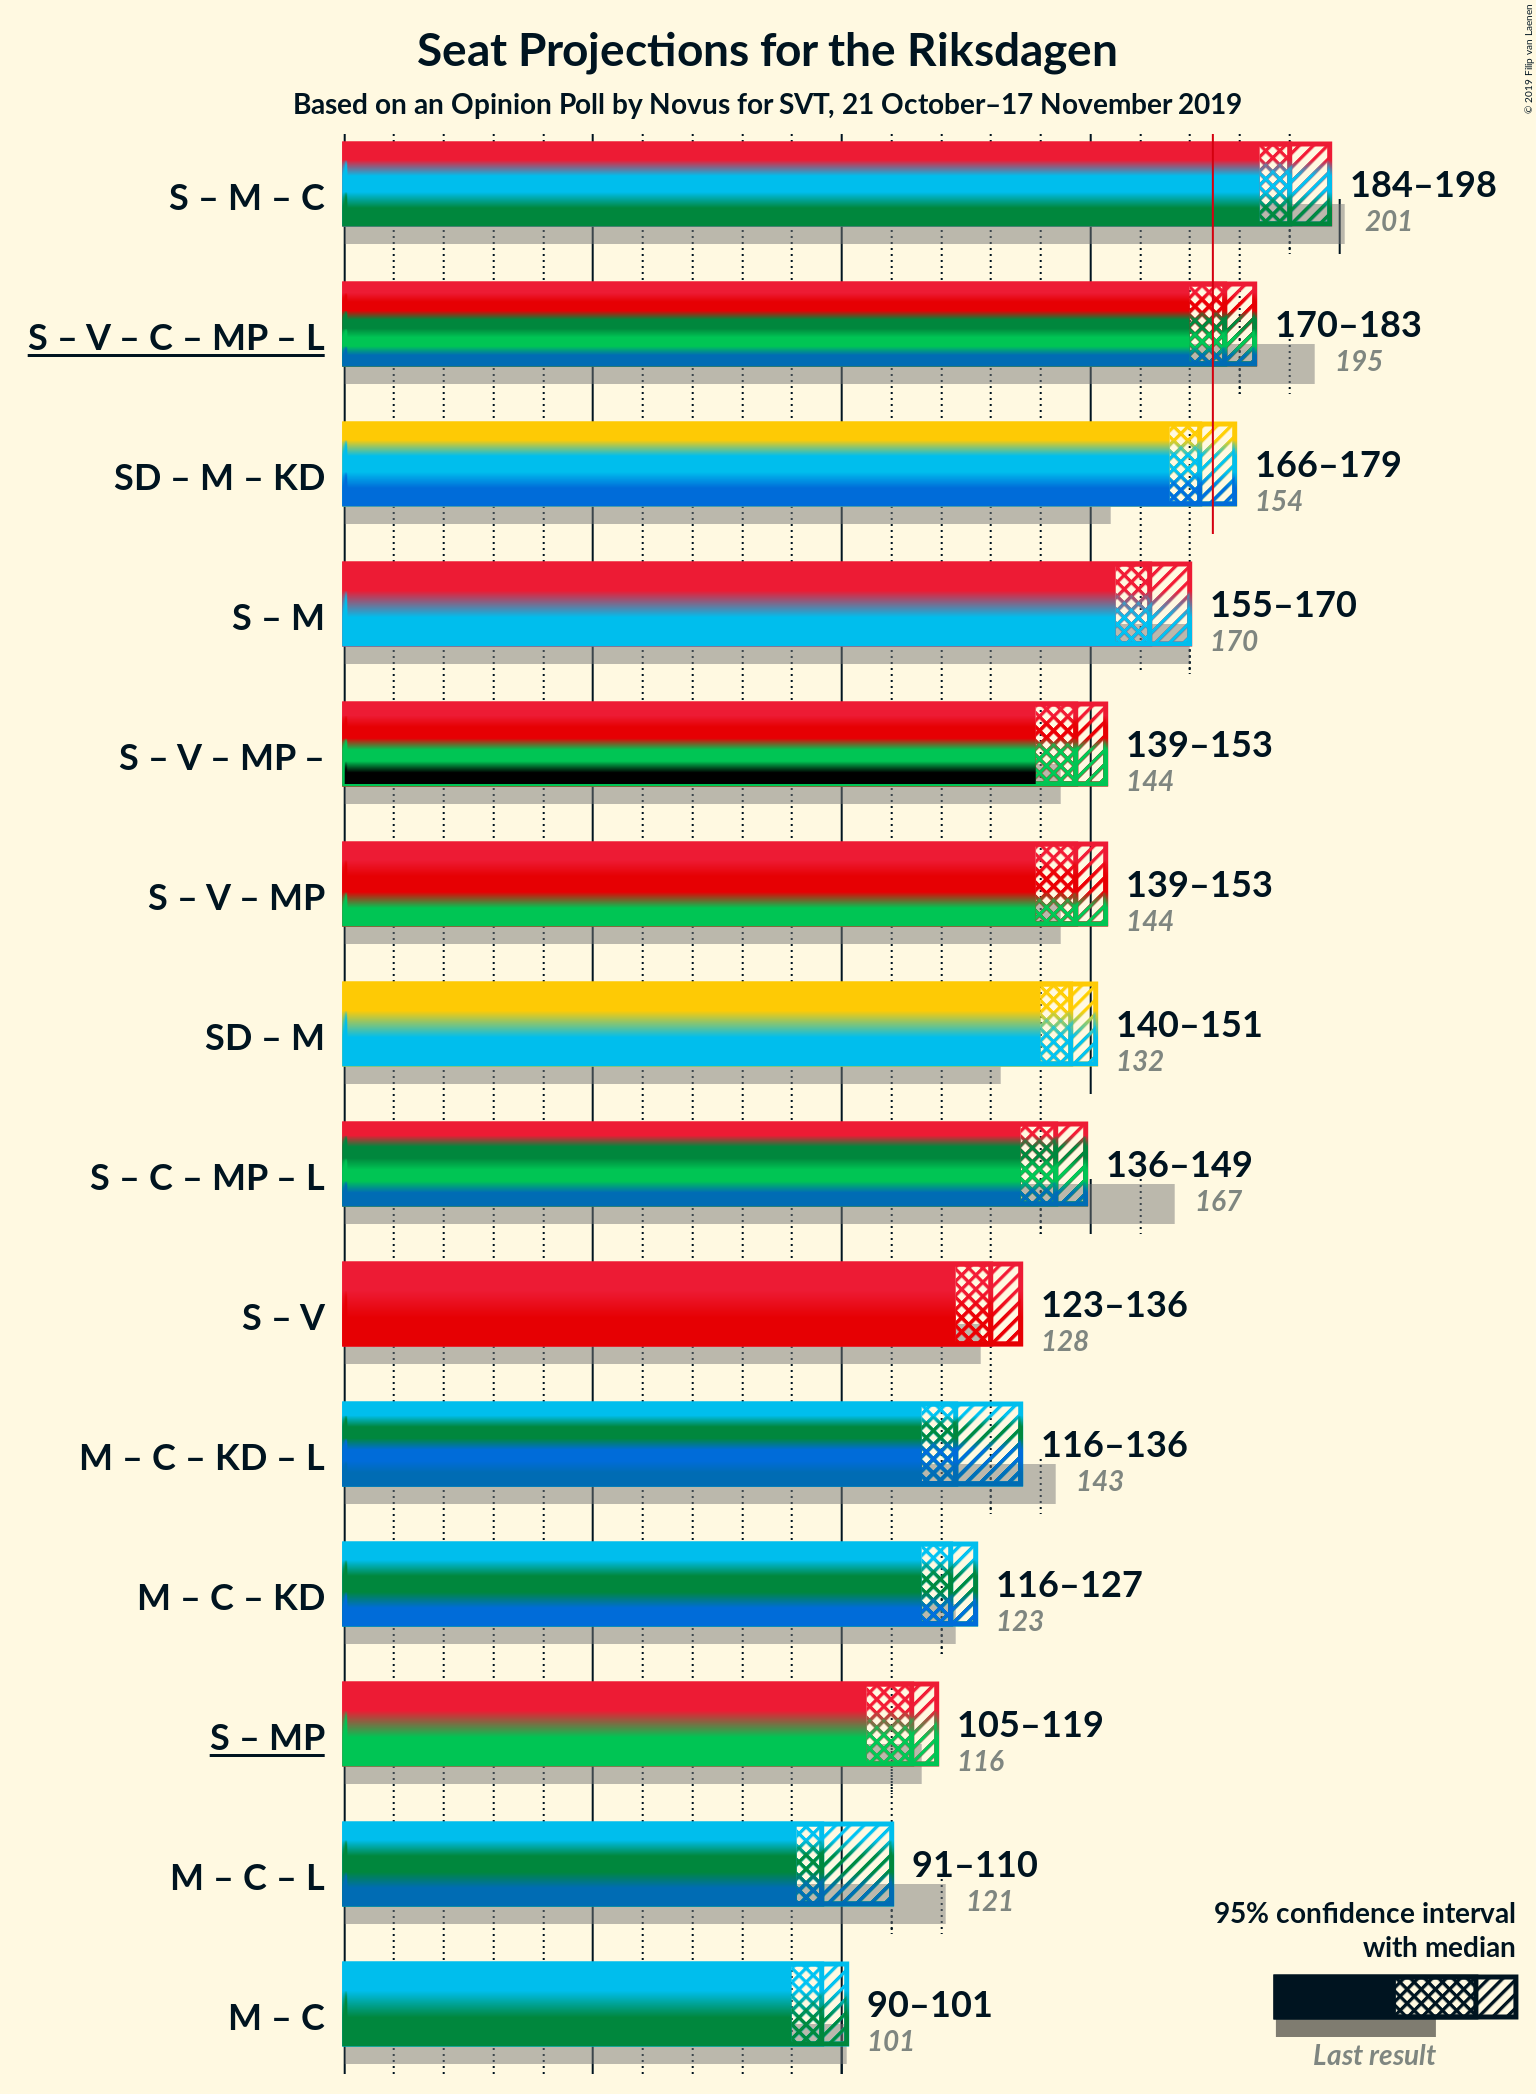 Seat Projections for the Riksdagen
Based on an Opinion Poll by Novus for SVT, 21 October–17 November 2019
© 2019 Filip van Laenen
S – M – C
184–198
201
S – V – C – MP – L
170–183
195
SD – M – KD
166–179
154
S – M
155–170
170
S – V – MP –
139–153
144
S – V – MP
139–153
144
SD – M
140–151
132
S – C – MP – L
136–149
167
S – V
123–136
128
M – C – KD – L
116–136
143
M – C – KD
116–127
123
S – MP
105–119
116
M – C – L
91–110
121
M – C
90–101
101
95% confidence interval
with median
Last result